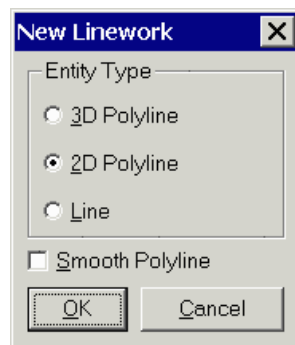 New Linework
Entity Type
3D Polyline
2D Polyline
Line
Smooth Polyline
OK Cancel